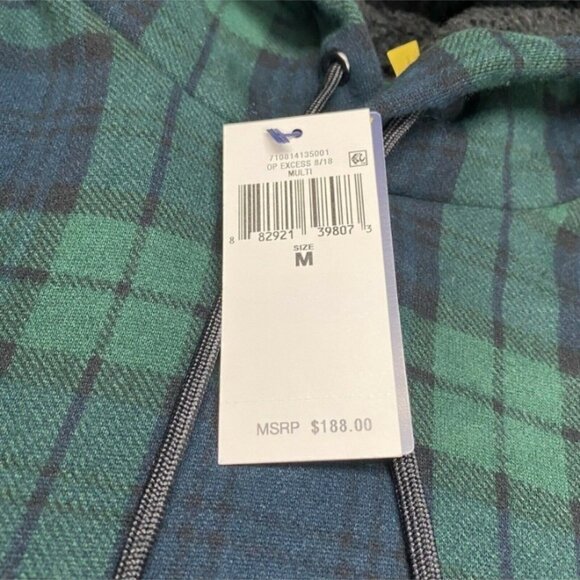 710814135001
OP EXCESS 8/18
MULTI
8 82921 39807 3
SIZE
M
MSRP $188.00